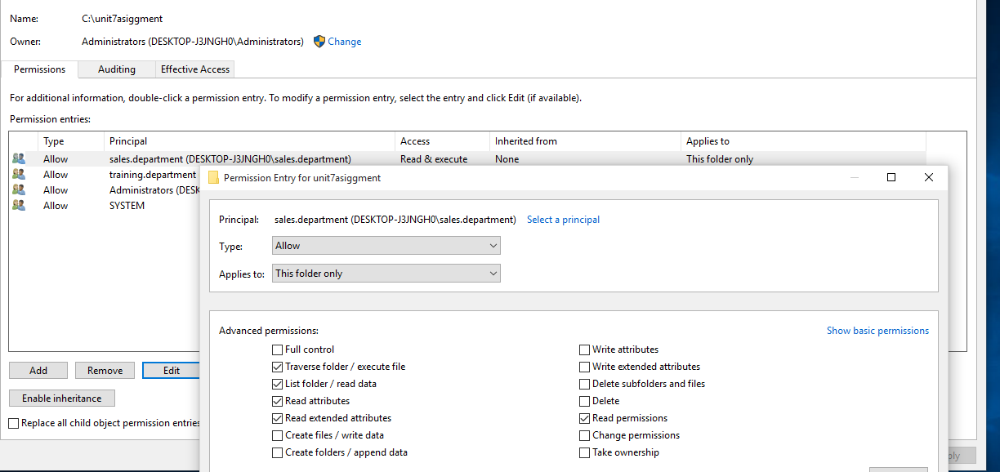 Name: C:\unit7asiggment
Owner: Administrators (DESKTOP-J3JNGH0\Administrators) Change
Permissions Auditing Effective Access
For additional information, double-click a permission entry. To modify a permission entry, select the entry and click Edit (if available).
Permission entries:
Type Principal Access Inherited from Applies to
Allow sales.department (DESKTOP-J3JNGH0\sales.department) Read & execute None This folder only
Allow training.department
Allow Administrators (DESK
Allow SYSTEM
Permission Entry for unit7asiggment
Principal: sales.department (DESKTOP-J3JNGH0\sales.department) Select a principal
Type: Allow
Applies to: This folder only
Advanced permissions: Show basic permissions
Full control Write attributes
Traverse folder / execute file Write extended attributes
List folder / read data Delete subfolders and files
Read attributes Delete
Read extended attributes Read permissions
Create files / write data Change permissions
Create folders / append data Take ownership
Add Remove Edit
Enable inheritance
Replace all child object permission entries